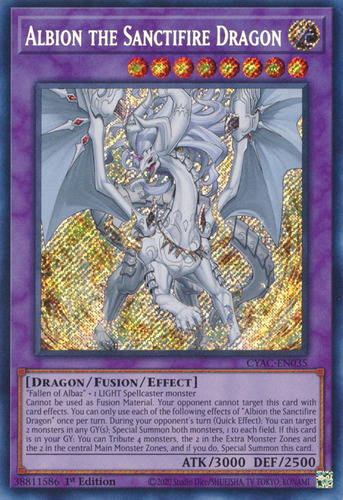 ALBION THE SANCTIFIRE DRAGON
CYAC-EN035
[DRAGON/FUSION/EFFECT]
"Fallen of Albaz" + 1 LIGHT Spellcaster monster
Cannot be used as Fusion Material. Your opponent cannot target this card with
card effects. You can only use each of the following effects of "Albion the Sanctifire
Dragon" once per turn. During your opponent's turn (Quick Effect): You can target
2 monsters in any GY(s); Special Summon both monsters, 1 to each field. If this card
is in your GY: You can Tribute 4 monsters, the 2 in the Extra Monster Zones and
the 2 in the central Main Monster Zones, and if you do, Special Summon this card.
ATK/3000 DEF/2500
38811586 1st Edition ©2020 Studio Dice/SHUEISHA, TV TOKYO, KONAMI